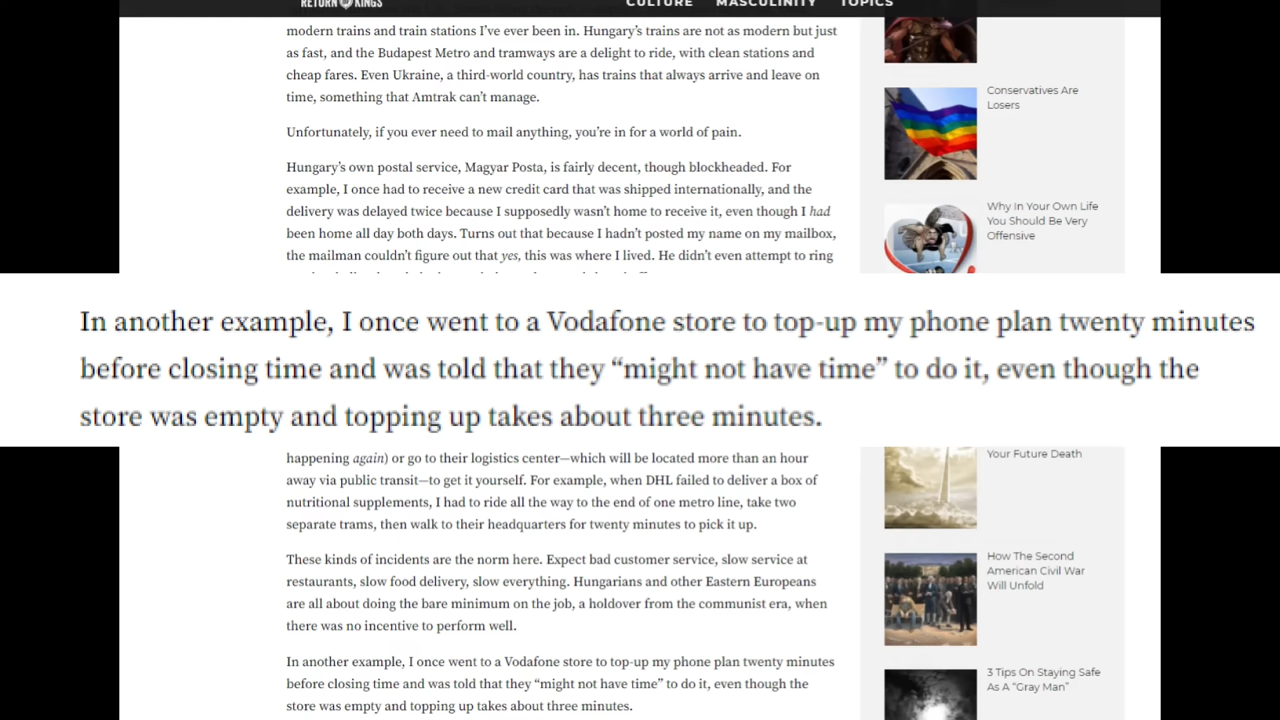 RETURN OF KINGS
CULTURE MASCULINITY TOPICS
modern trains and train stations I've ever been in. Hungary's trains are not as modern but just
as fast, and the Budapest Metro and tramways are a delight to ride, with clean stations and
cheap fares. Even Ukraine, a third-world country, has trains that always arrive and leave on
time, something that Amtrak can't manage.
Unfortunately, if you ever need to mail anything, you're in for a world of pain.
Hungary's own postal service, Magyar Posta, is fairly decent, though blockheaded. For
example, I once had to receive a new credit card that was shipped internationally, and the
delivery was delayed twice because I supposedly wasn't home to receive it, even though I had
been home all day both days. Turns out that because I hadn't posted my name on my mailbox,
the mailman couldn't figure out that yes, this was where I lived. He didn't even attempt to ring
Conservatives Are
Losers
Why In Your Own Life
You Should Be Very
Offensive
In another example, I once went to a Vodafone store to top-up my phone plan twenty minutes
before closing time and was told that they “might not have time” to do it, even though the
store was empty and topping up takes about three minutes.
happening again) or go to their logistics center—which will be located more than an hour
away via public transit—to get it yourself. For example, when DHL failed to deliver a box of
nutritional supplements, I had to ride all the way to the end of one metro line, take two
separate trams, then walk to their headquarters for twenty minutes to pick it up.
These kinds of incidents are the norm here. Expect bad customer service, slow service at
restaurants, slow food delivery, slow everything. Hungarians and other Eastern Europeans
are all about doing the bare minimum on the job, a holdover from the communist era, when
there was no incentive to perform well.
In another example, I once went to a Vodafone store to top-up my phone plan twenty minutes
before closing time and was told that they “might not have time” to do it, even though the
store was empty and topping up takes about three minutes.
Your Future Death
How The Second
American Civil War
Will Unfold
3 Tips On Staying Safe
As A “Gray Man”